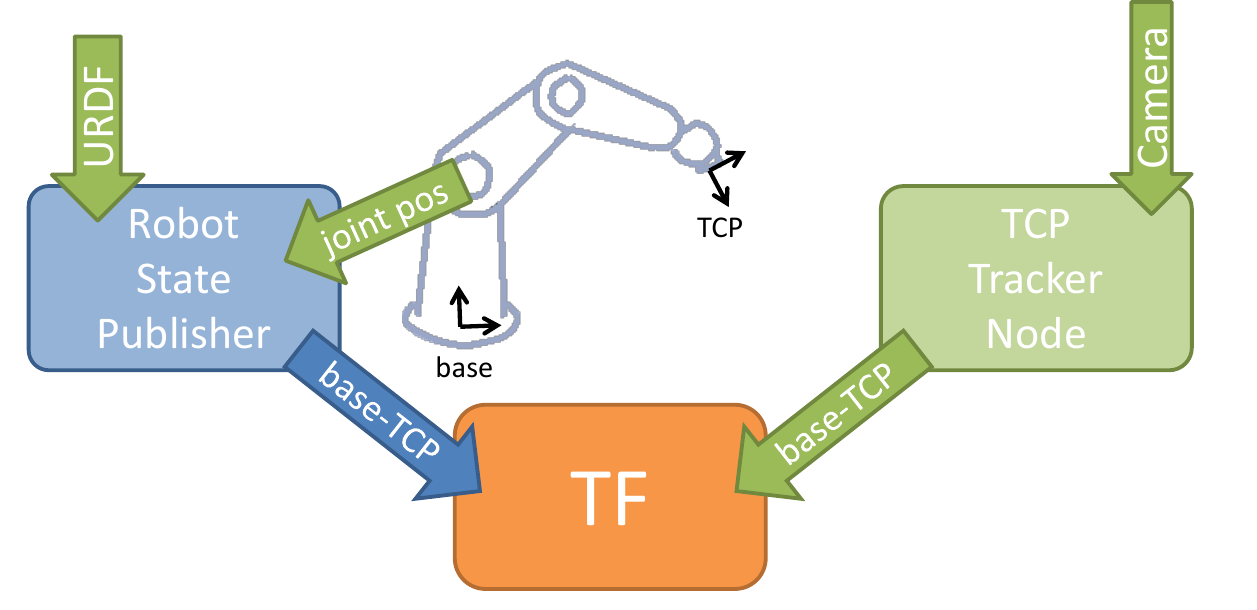 URDF
Camera
Robot
State
Publisher
joint pos
TCP
base
TCP
Tracker
Node
base-TCP
base-TCP
TF